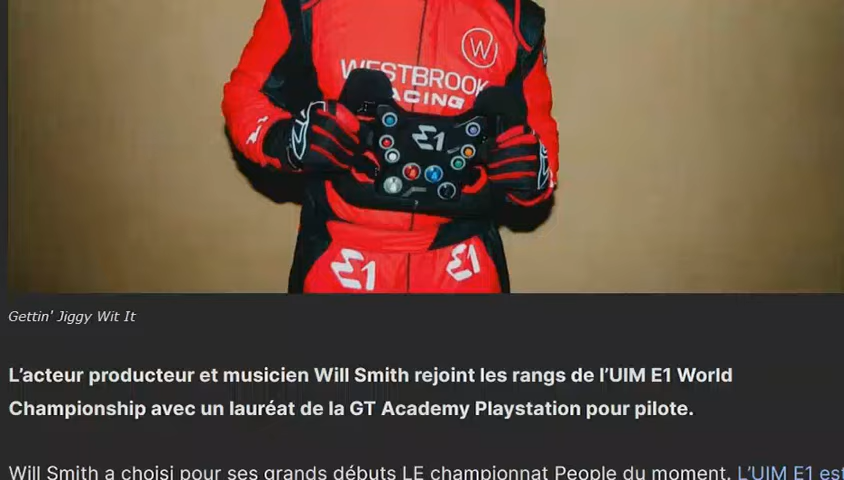 W
WESTBROOK
RACING
E1
E1
E1
Gettin' Jiggy Wit It
L'acteur producteur et musicien Will Smith rejoint les rangs de l'UIM E1 World
Championship avec un lauréat de la GT Academy Playstation pour pilote.
Will Smith a choisi pour ses grands débuts LE championnat People du moment. L'UIM E1 est